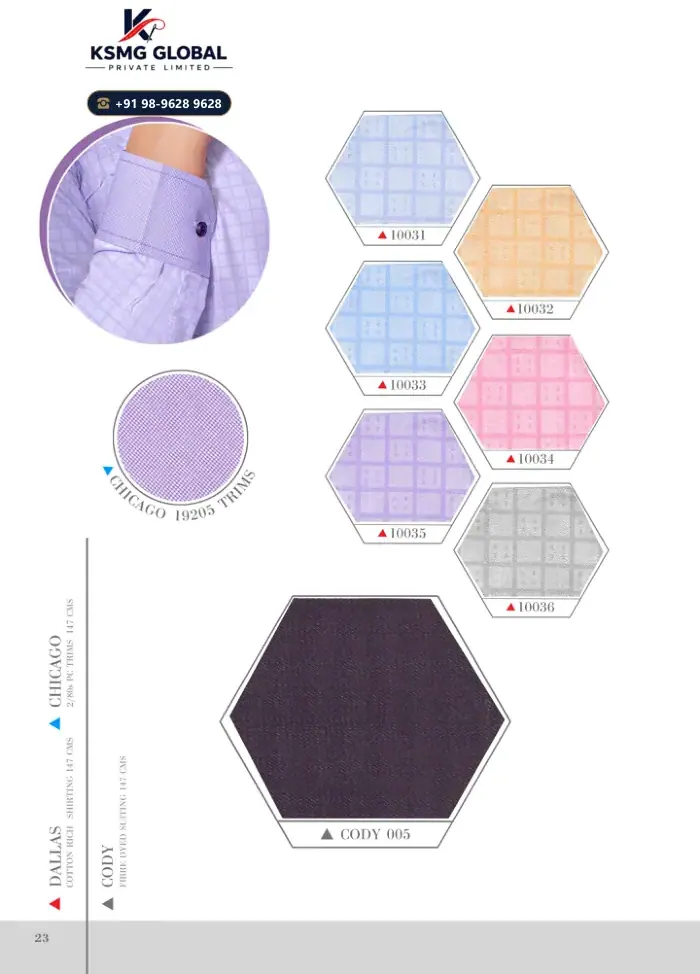 KSMG GLOBAL
PRIVATE LIMITED
+91 98-9628 9628
10031
10032
10033
10034
10035
10036
CHICAGO 19205 TRIMS
CODY 005
CHICAGO
2/80s PC TRIMS 147 CMS
DALLAS
COTTON RICH SHIRTING 147 CMS
CODY
FIBRE DYED SUITING 147 CMS
23